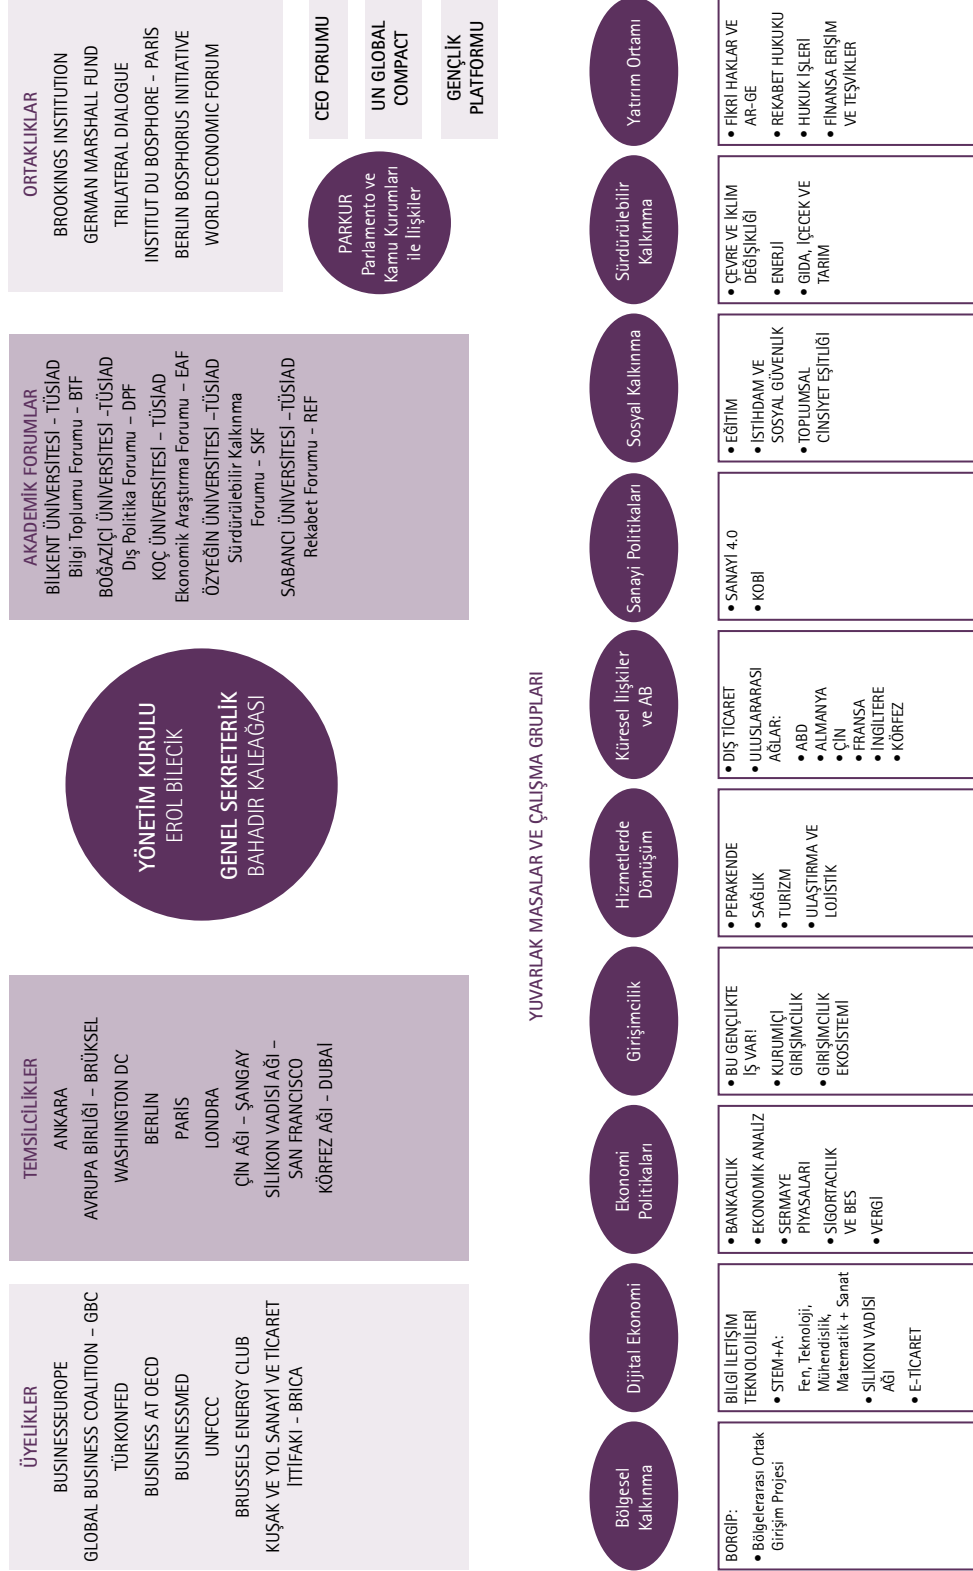 ÜYELİKLER
BUSINESSEUROPE
GLOBAL BUSINESS COALITION – GBC
TÜRKONFED
BUSINESS AT OECD
BUSINESSMED
UNFCCC
BRUSSELS ENERGY CLUB
KUŞAK VE YOL SANAYİ VE TİCARET
İTTİFAKI - BRICA
TEMSİLCİLİKLER
ANKARA
AVRUPA BİRLİĞİ – BRÜKSEL
WASHINGTON DC
BERLİN
PARİS
LONDRA
ÇİN AĞI – ŞANGAY
SİLİKON VADİSİ AĞI –
SAN FRANCISCO
KÖRFEZ AĞI - DUBAİ
YÖNETİM KURULU
EROL BİLECİK
GENEL SEKRETERLİK
BAHADIR KALEAĞASI
AKADEMİK FORUMLAR
BİLKENT ÜNİVERSİTESİ - TÜSİAD
Bilgi Toplumu Forumu - BTF
BOĞAZİÇİ ÜNİVERSİTESİ -TÜSİAD
Dış Politika Forumu – DPF
KOÇ ÜNİVERSİTESİ – TÜSİAD
Ekonomik Araştırma Forumu – EAF
ÖZYEĞİN ÜNİVERSİTESİ –TÜSİAD
Sürdürülebilir Kalkınma
Forumu - SKF
SABANCI ÜNİVERSİTESİ –TÜSİAD
Rekabet Forumu - REF
ORTAKLIKLAR
BROOKINGS INSTITUTION
GERMAN MARSHALL FUND
TRILATERAL DIALOGUE
INSTITUT DU BOSPHORE - PARİS
BERLIN BOSPHORUS INITIATIVE
WORLD ECONOMIC FORUM
PARKUR
Parlamento ve
Kamu Kurumları
ile İlişkiler
CEO FORUMU
UN GLOBAL
COMPACT
GENÇLİK
PLATFORMU
YUVARLAK MASALAR VE ÇALIŞMA GRUPLARI
Bölgesel
Kalkınma
BORGİP:
• Bölgelerarası Ortak
Girişim Projesi
Dijital Ekonomi
BİLGİ İLETİŞİM
TEKNOLOJİLERİ
• STEM+A:
Fen, Teknoloji,
Mühendislik,
Matematik + Sanat
• SİLİKON VADİSİ
AĞI
• E-TİCARET
Ekonomi
Politikaları
• BANKACILIK
• EKONOMİK ANALİZ
• SERMAYE
PİYASALARI
• SİGORTACILIK
VE BES
• VERGİ
Girişimcilik
• BU GENÇLİKTE
İŞ VAR!
• KURUMİÇİ
GİRİŞİMCİLİK
• GİRİŞİMCİLİK
EKOSİSTEMİ
Hizmetlerde
Dönüşüm
• PERAKENDE
• SAĞLIK
• TURİZM
• ULAŞTIRMA VE
LOJİSTİK
Küresel İlişkiler
ve AB
• DIŞ TİCARET
• ULUSLARARASI
AĞLAR:
• ABD
• ALMANYA
• ÇİN
• FRANSA
• İNGİLTERE
• KÖRFEZ
Sanayi Politikaları
• SANAYİ 4.0
• KOBİ
Sosyal Kalkınma
• EĞİTİM
• İSTİHDAM VE
SOSYAL GÜVENLİK
• TOPLUMSAL
CİNSİYET EŞİTLİĞİ
Sürdürülebilir
Kalkınma
• ÇEVRE VE İKLİM
DEĞİŞİKLİĞİ
• ENERJİ
• GIDA, İÇECEK VE
TARIM
Yatırım Ortamı
• FİKRİ HAKLAR VE
AR-GE
• REKABET HUKUKU
• HUKUK İŞLERİ
• FİNANSA ERİŞİM
VE TEŞVİKLER